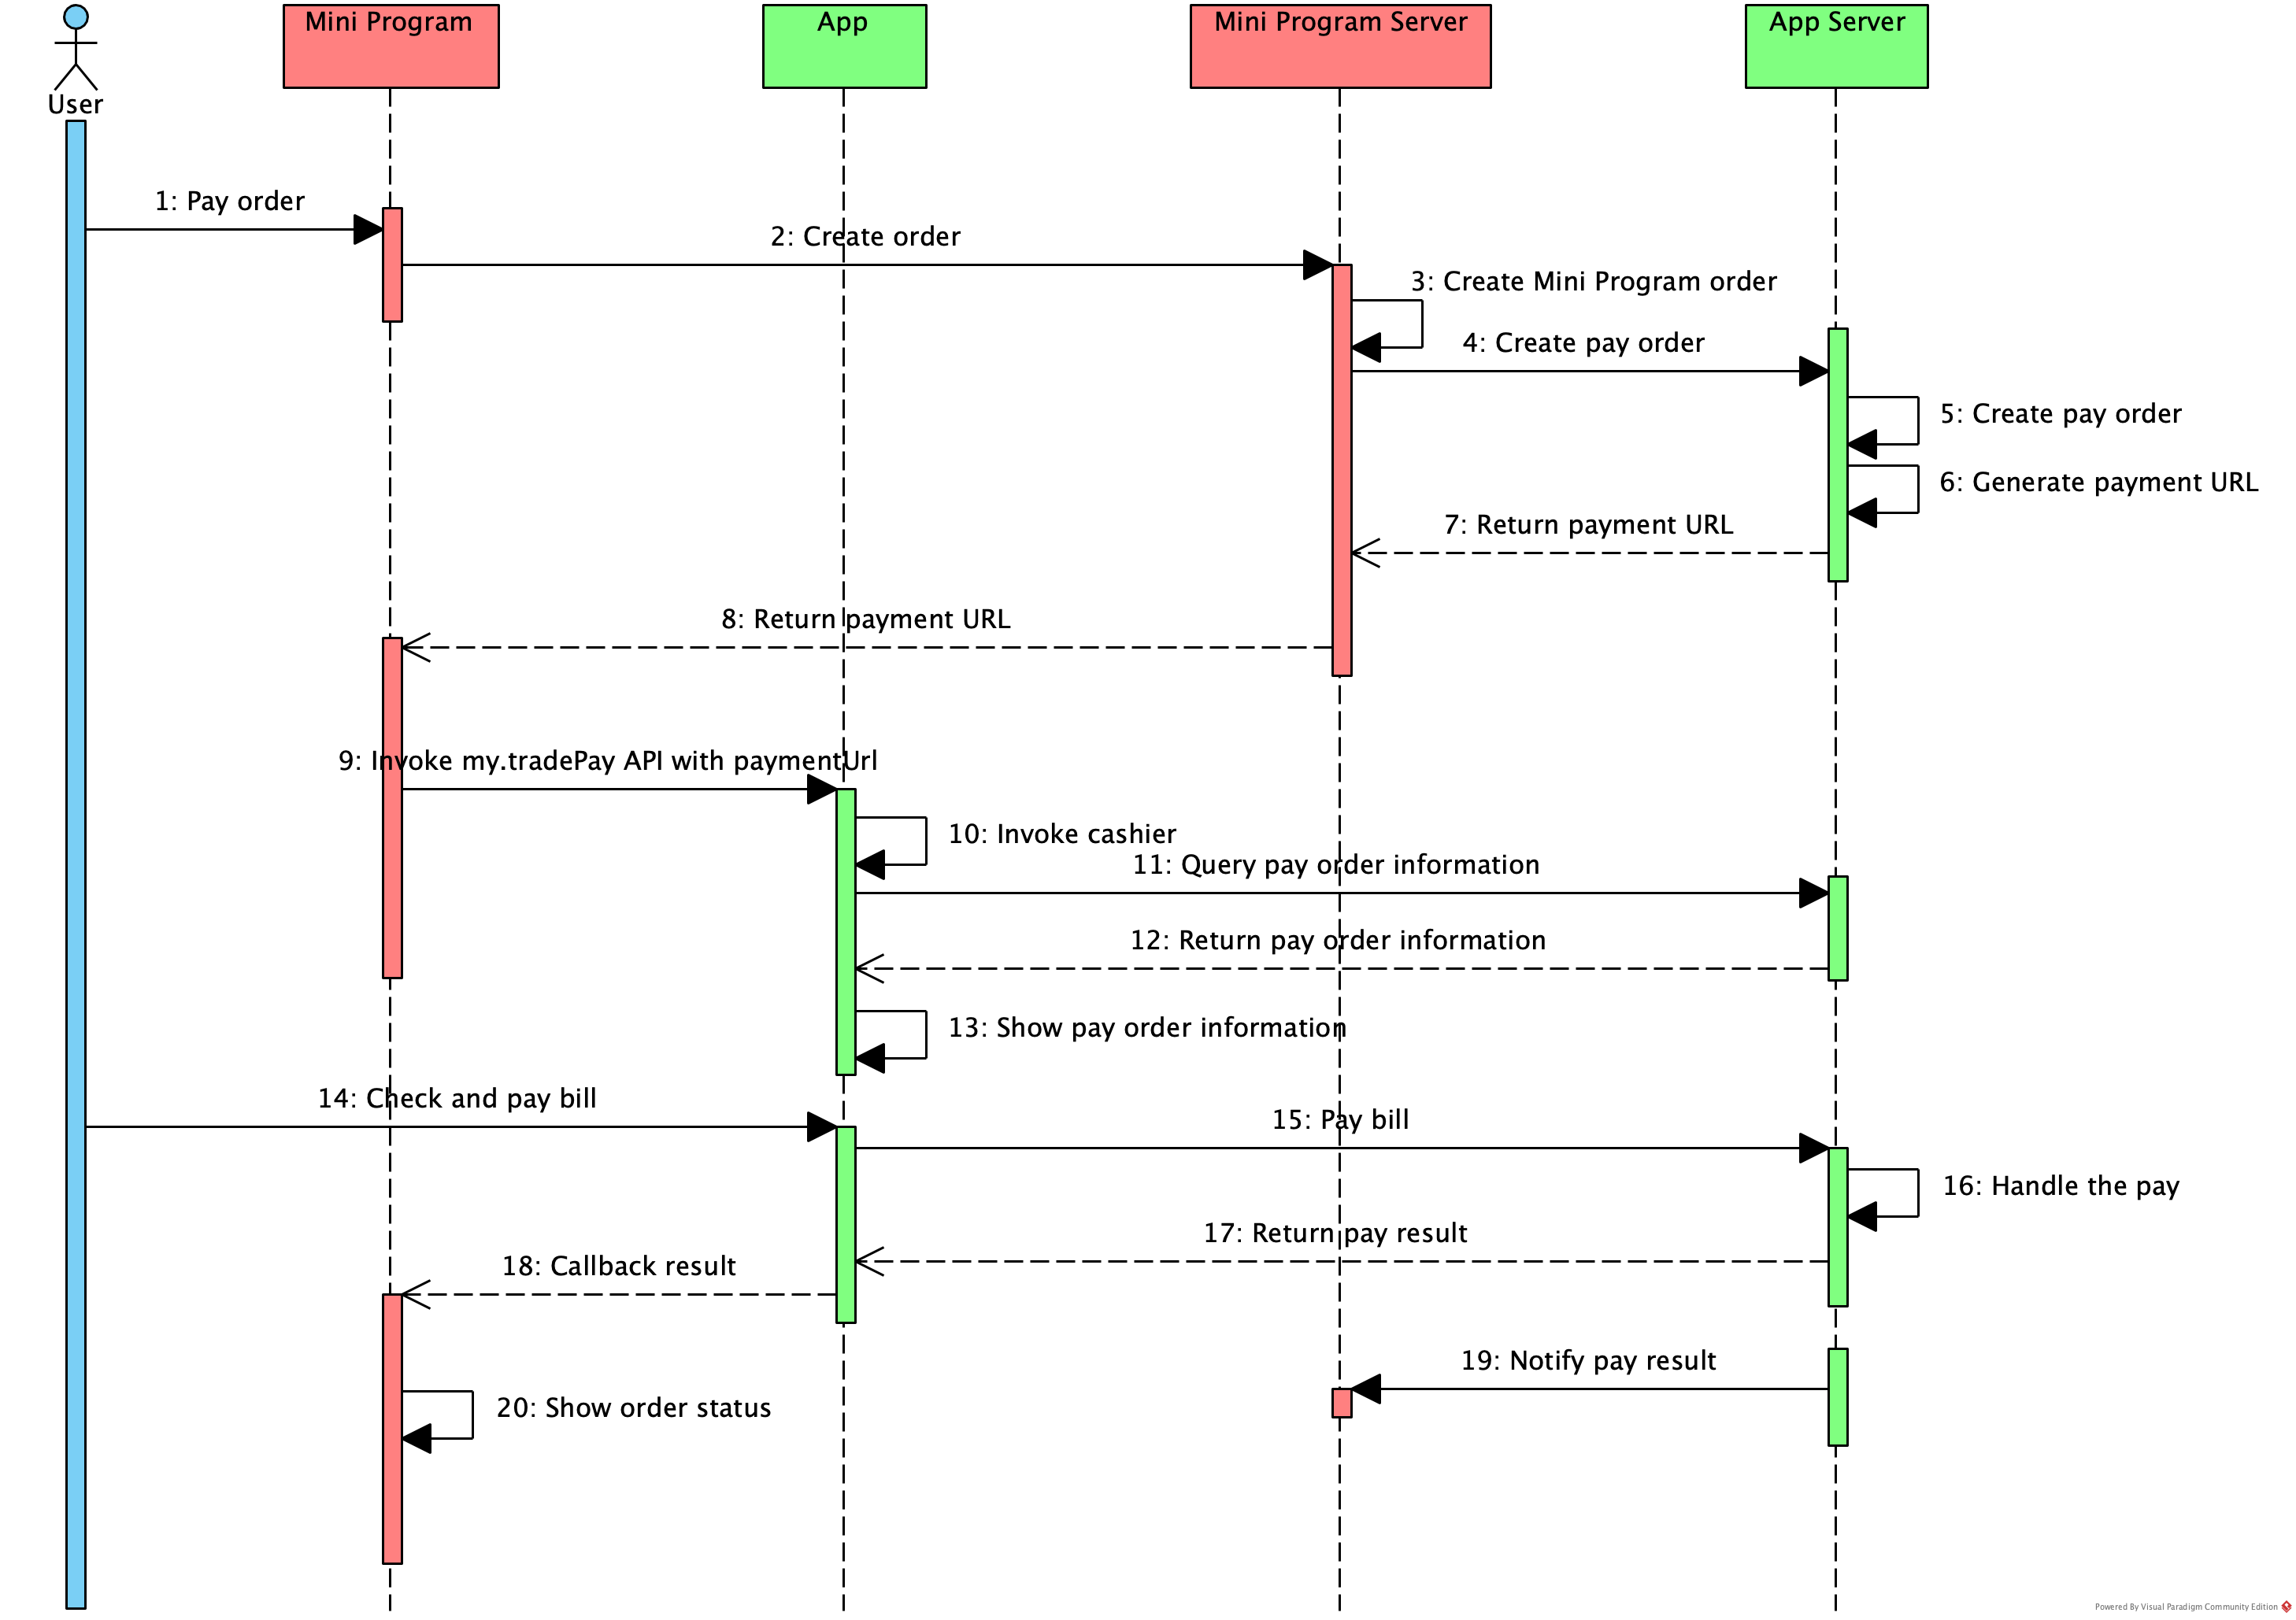 Mini Program
App
Mini Program Server
App Server
User
1: Pay order
2: Create order
3: Create Mini Program order
4: Create pay order
5: Create pay order
6: Generate payment URL
7: Return payment URL
8: Return payment URL
9: Invoke my.tradePay API with paymentUrl
10: Invoke cashier
11: Query pay order information
12: Return pay order information
13: Show pay order information
14: Check and pay bill
15: Pay bill
16: Handle the pay
17: Return pay result
18: Callback result
19: Notify pay result
20: Show order status
Powered By Visual Paradigm Community Edition